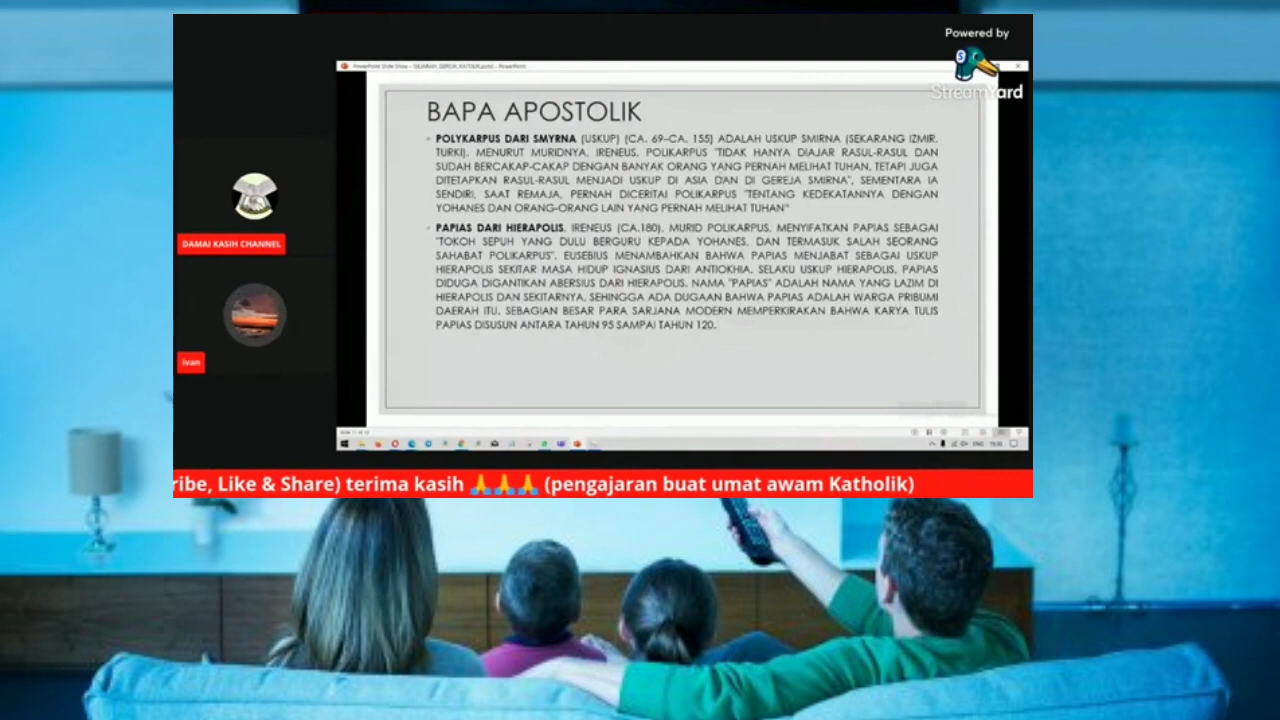 Powered by
StreamYard
PowerPoint Slide Show - [SEJARAH_GEREJA_KATOLIK.pptx] - PowerPoint
BAPA APOSTOLIK
POLYKARPUS DARI SMYRNA (USKUP) (CA. 69–CA. 155) ADALAH USKUP SMIRNA (SEKARANG IZMIR,
TURKI). MENURUT MURIDNYA, IRENEUS, POLIKARPUS "TIDAK HANYA DIAJAR RASUL-RASUL DAN
SUDAH BERCAKAP-CAKAP DENGAN BANYAK ORANG YANG PERNAH MELIHAT TUHAN, TETAPI JUGA
DITETAPKAN RASUL-RASUL MENJADI USKUP DI ASIA DAN DI GEREJA SMIRNA", SEMENTARA IA
SENDIRI, SAAT REMAJA, PERNAH DICERITAI POLIKARPUS "TENTANG KEDEKATANNYA DENGAN
YOHANES DAN ORANG-ORANG LAIN YANG PERNAH MELIHAT TUHAN"
PAPIAS DARI HIERAPOLIS, IRENEUS (CA.180), MURID POLIKARPUS, MENYIFATKAN PAPIAS SEBAGAI
"TOKOH SEPUH YANG DULU BERGURU KEPADA YOHANES, DAN TERMASUK SALAH SEORANG
SAHABAT POLIKARPUS". EUSEBIUS MENAMBAHKAN BAHWA PAPIAS MENJABAT SEBAGAI USKUP
HIERAPOLIS SEKITAR MASA HIDUP IGNASIUS DARI ANTIOKHIA. SELAKU USKUP HIERAPOLIS, PAPIAS
DIDUGA DIGANTIKAN ABERSIUS DARI HIERAPOLIS. NAMA "PAPIAS" ADALAH NAMA YANG LAZIM DI
HIERAPOLIS DAN SEKITARNYA, SEHINGGA ADA DUGAAN BAHWA PAPIAS ADALAH WARGA PRIBUMI
DAERAH ITU. SEBAGIAN BESAR PARA SARJANA MODERN MEMPERKIRAKAN BAHWA KARYA TULIS
PAPIAS DISUSUN ANTARA TAHUN 95 SAMPAI TAHUN 120.
DAMAI KASIH CHANNEL
ivan
ribe, Like & Share) terima kasih 🙏🙏🙏 (pengajaran buat umat awam Katholik)